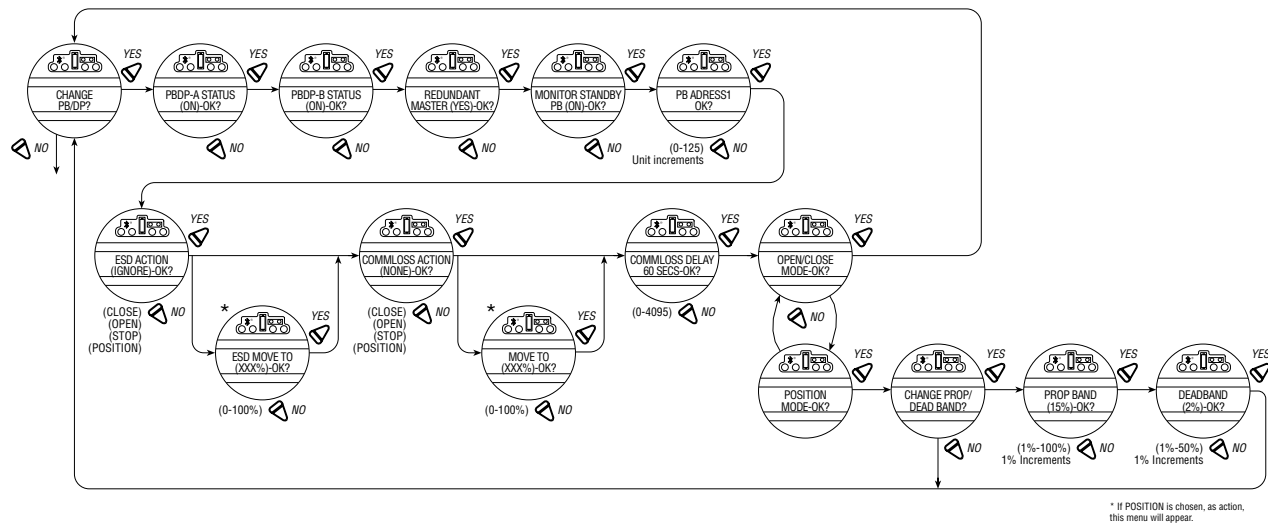 YES
CHANGE
PB/DP?
NO
YES
PBDP-A STATUS
(ON)-OK?
NO
YES
PBDP-B STATUS
(ON)-OK?
NO
YES
REDUNDANT
MASTER (YES)-OK?
NO
YES
MONITOR STANDBY
PB (ON)-OK?
NO
YES
PB ADRESS1
OK?
(0-125)
Unit increments
NO
YES
ESD ACTION
(IGNORE)-OK?
(CLOSE)
(OPEN)
(STOP)
(POSITION)
NO
*
YES
ESD MOVE TO
(XXX%)-OK?
(0-100%)
NO
YES
COMMLOSS ACTION
(NONE)-OK?
(CLOSE)
(OPEN)
(STOP)
(POSITION)
NO
*
YES
MOVE TO
(XXX%)-OK?
(0-100%)
NO
YES
COMMLOSS DELAY
60 SECS-OK?
(0-4095)
NO
YES
OPEN/CLOSE
MODE-OK?
NO
YES
POSITION
MODE-OK?
YES
CHANGE PROP/
DEAD BAND?
NO
YES
PROP BAND
(15%)-OK?
(1%-100%)
1% Increments
NO
YES
DEADBAND
(2%)-OK?
(1%-50%)
1% Increments
NO
* If POSITION is chosen, as action,
this menu will appear.